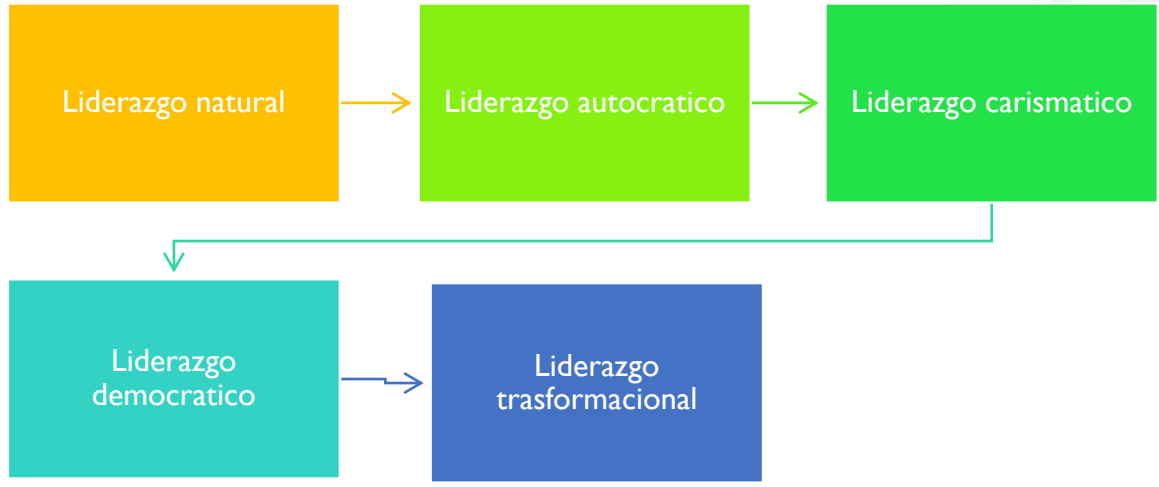 Liderazgo natural
Liderazgo autocratico
Liderazgo carismatico
Liderazgo
democratico
Liderazgo
trasformacional